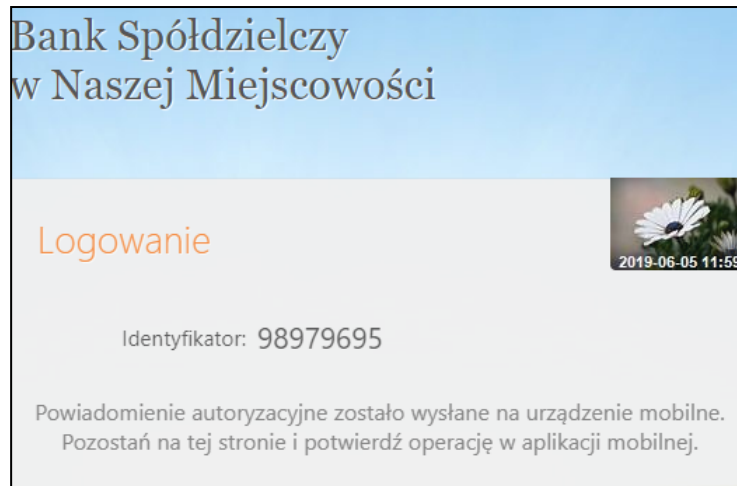 Bank Spółdzielczy
w Naszej Miejscowości
Logowanie
2019-06-05 11:59
Identyfikator: 98979695
Powiadomienie autoryzacyjne zostało wysłane na urządzenie mobilne.
Pozostań na tej stronie i potwierdź operację w aplikacji mobilnej.